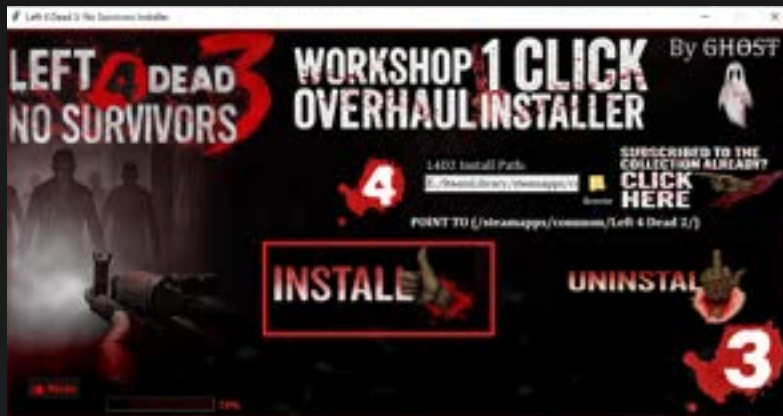 Left 4 Dead 3: No Survivors Installer
LEFT 4 DEAD 3
NO SURVIVORS
WORKSHOP
OVERHAUL
1 CLICK
INSTALLER
By GHOST
SUBSCRIBED TO THE
COLLECTION ALREADY?
CLICK
HERE
4
L4D2 Install Path:
Browse
POINT TO (/steamapps/common/Left 4 Dead 2/)
INSTALL
UNINSTAL
3